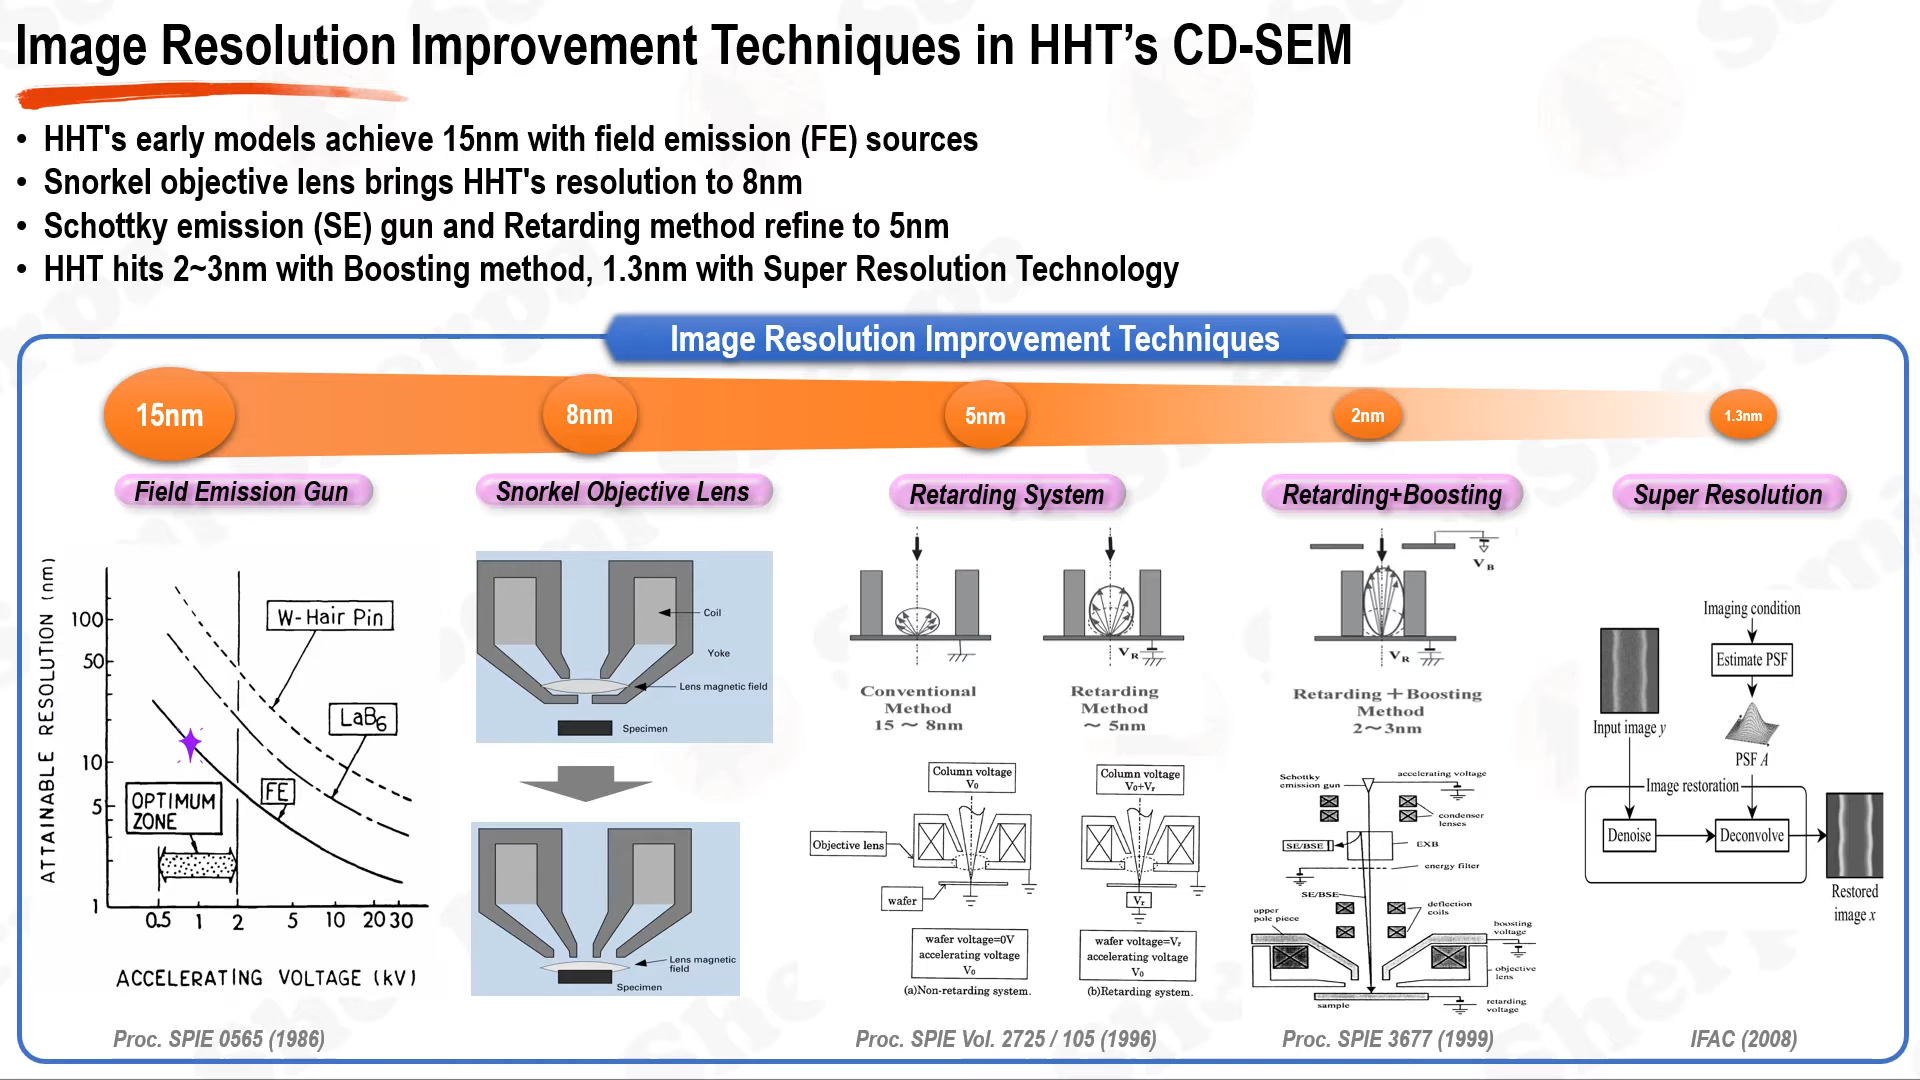 Image Resolution Improvement Techniques in HHT’s CD-SEM
• HHT's early models achieve 15nm with field emission (FE) sources
• Snorkel objective lens brings HHT's resolution to 8nm
• Schottky emission (SE) gun and Retarding method refine to 5nm
• HHT hits 2~3nm with Boosting method, 1.3nm with Super Resolution Technology
Image Resolution Improvement Techniques
15nm
8nm
5nm
2nm
1.3nm
Field Emission Gun
Snorkel Objective Lens
Retarding System
Retarding+Boosting
Super Resolution
ATTAINABLE RESOLUTION (nm)
100
50
10
5
1
W-Hair Pin
LaB6
FE
OPTIMUM
ZONE
0.5 1 2 5 10 20 30
ACCELERATING VOLTAGE (kV)
Proc. SPIE 0565 (1986)
Coil
Yoke
Lens magnetic field
Specimen
Lens magnetic
field
Specimen
VR
Conventional
Method
15 ~ 8nm
Retarding
Method
~ 5nm
Column voltage
V0
Column voltage
V0+Vr
Objective lens
wafer
Vr
wafer voltage=0V
accelerating voltage
V0
wafer voltage=Vr
accelerating voltage
V0
(a)Non-retarding system.
(b)Retarding system.
Proc. SPIE Vol. 2725 / 105 (1996)
VB
VR
Retarding+Boosting
Method
2~3nm
Schottky
emission gun
accelerating voltage
condenser
lenses
SE/BSE
EXB
energy filter
SE/BSE
deflection
coils
upper
pole piece
boosting
voltage
objective
lens
sample
retarding
voltage
Proc. SPIE 3677 (1999)
Imaging condition
Estimate PSF
Input image y
PSF A
Image restoration
Denoise
Deconvolve
Restored
image x
IFAC (2008)
Sherpa